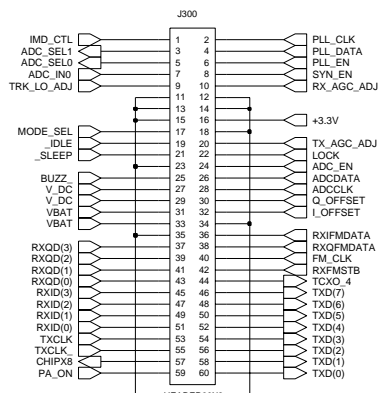 J300
IMD_CTL 1 2 PLL_CLK
ADC_SEL1 3 4 PLL_DATA
ADC_SEL0 5 6 PLL_EN
ADC_IN0 7 8 SYN_EN
TRK_LO_ADJ 9 10 RX_AGC_ADJ
11 12
13 14
15 16 +3.3V
MODE_SEL 17 18
_IDLE 19 20 TX_AGC_ADJ
_SLEEP 21 22 LOCK
23 24 ADC_EN
BUZZ_ 25 26 ADCDATA
V_DC 27 28 ADCCLK
V_DC 29 30 Q_OFFSET
VBAT 31 32 I_OFFSET
VBAT 33 34
35 36 RXIFMDATA
RXQD(3) 37 38 RXQFMDATA
RXQD(2) 39 40 FM_CLK
RXQD(1) 41 42 RXFMSTB
RXQD(0) 43 44 TCXO_4
RXID(3) 45 46 TXD(7)
RXID(2) 47 48 TXD(6)
RXID(1) 49 50 TXD(5)
RXID(0) 51 52 TXD(4)
TXCLK 53 54 TXD(3)
TXCLK_ 55 56 TXD(2)
CHIPX8 57 58 TXD(1)
PA_ON 59 60 TXD(0)